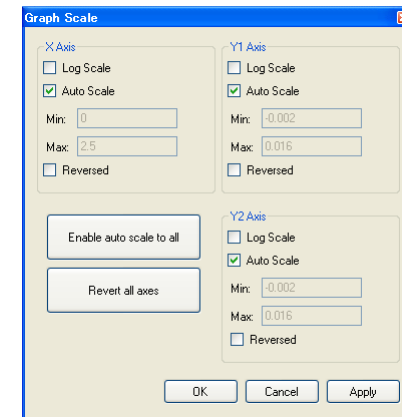 Graph Scale
X Axis
Log Scale
Auto Scale
Min: 0
Max: 2.5
Reversed
Y1 Axis
Log Scale
Auto Scale
Min: -0.002
Max: 0.016
Reversed
Enable auto scale to all
Revert all axes
Y2 Axis
Log Scale
Auto Scale
Min: -0.002
Max: 0.016
Reversed
OK Cancel Apply